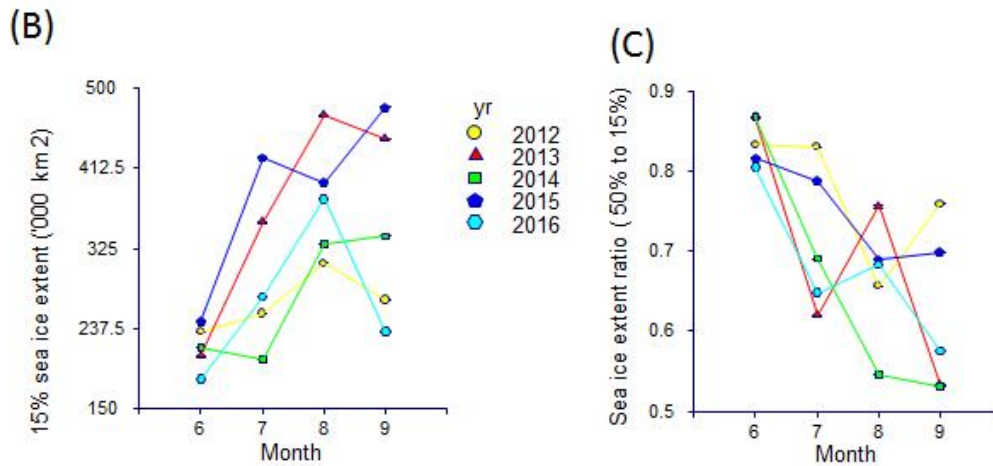 (B)
15% sea ice extent ('000 km 2)
500
412.5
325
237.5
150
6 7 8 9
Month
yr
2012
2013
2014
2015
2016
(C)
Sea ice extent ratio ( 50% to 15%)
0.9
0.8
0.7
0.6
0.5
6 7 8 9
Month